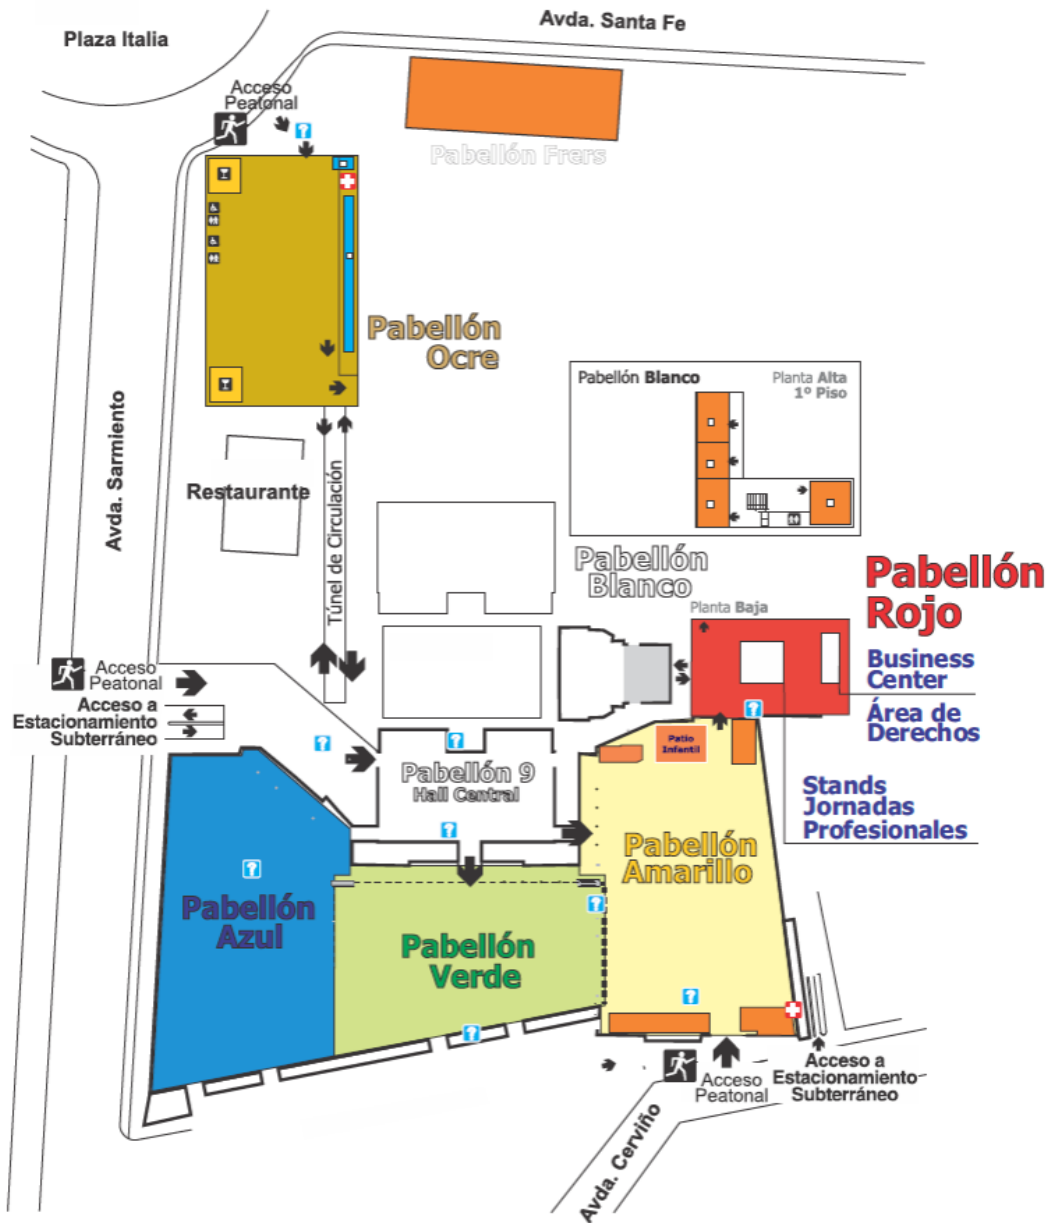 Avda. Santa Fe
Plaza Italia
Acceso
Peatonal
Pabellón Frers
Pabellón
Ocre
Avda. Sarmiento
Pabellón Blanco
Planta Alta
1º Piso
Restaurante
Túnel de Circulación
Pabellón
Blanco
Pabellón
Rojo
Planta Baja
Business
Center
Área de
Derechos
Acceso
Peatonal
Acceso a
Estacionamiento
Subterráneo
Patio
Infantil
Pabellón 9
Hall Central
Stands
Jornadas
Profesionales
Pabellón
Amarillo
Pabellón
Azul
Pabellón
Verde
Acceso
Peatonal
Acceso a
Estacionamiento
Subterráneo
Avda. Cerviño